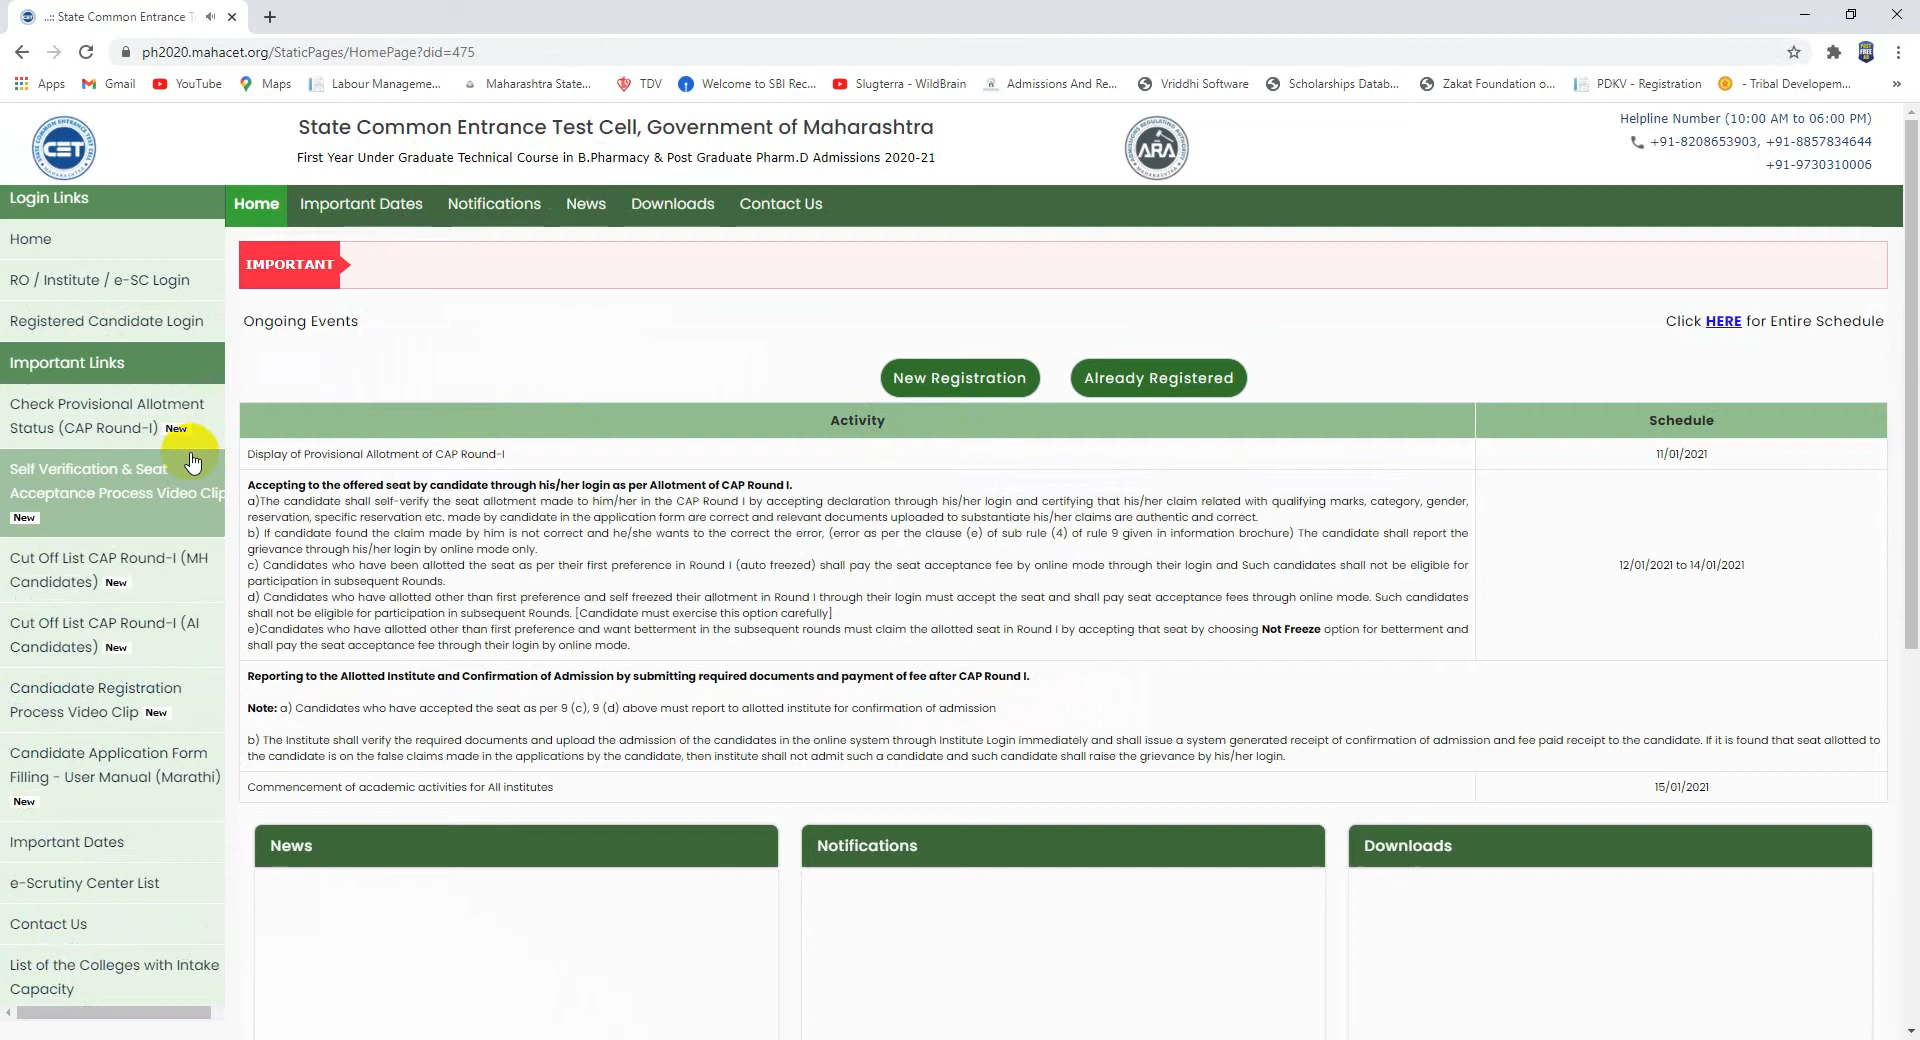 ..:: State Common Entrance T
ph2020.mahacet.org/StaticPages/HomePage?did=475
Apps Gmail YouTube Maps Labour Manageme... Maharashtra State... TDV Welcome to SBI Rec... Slugterra - WildBrain Admissions And Re... Viriddhi Software Scholarships Datab... Zakat Foundation o... PDKV - Registration - Tribal Developem... »
CET
State Common Entrance Test Cell, Government of Maharashtra
First Year Under Graduate Technical Course in B.Pharmacy & Post Graduate Pharm.D Admissions 2020-21
ARA
Helpline Number (10:00 AM to 06:00 PM)
+91-8208653903, +91-8857834644
+91-9730310006
Login Links
Home
RO / Institute / e-SC Login
Registered Candidate Login
Important Links
Check Provisional Allotment
Status (CAP Round-I) New
Self Verification & Seat
Acceptance Process Video Clip
New
Cut Off List CAP Round-I (MH
Candidates) New
Cut Off List CAP Round-I (AI
Candidates) New
Candiadate Registration
Process Video Clip New
Candidate Application Form
Filling - User Manual (Marathi)
New
Important Dates
e-Scrutiny Center List
Contact Us
List of the Colleges with Intake
Capacity
Home Important Dates Notifications News Downloads Contact Us
IMPORTANT
Ongoing Events
Click HERE for Entire Schedule
New Registration Already Registered
Activity Schedule
Display of Provisional Allotment of CAP Round-I 11/01/2021
Accepting to the offered seat by candidate through his/her login as per Allotment of CAP Round I.
a)The candidate shall self-verify the seat allotment made to him/her in the CAP Round I by accepting declaration through his/her login and certifying that his/her claim related with qualifying marks, category, gender,
reservation, specific reservation etc. made by candidate in the application form are correct and relevant documents uploaded to substantiate his/her claims are authentic and correct.
b) If candidate found the claim made by him is not correct and he/she wants to the correct the error, (error as per the clause (e) of sub rule (4) of rule 9 given in information brochure) The candidate shall report the
grievance through his/her login by online mode only.
c) Candidates who have been allotted the seat as per their first preference in Round I (auto freezed) shall pay the seat acceptance fee by online mode through their login and Such candidates shall not be eligible for
participation in subsequent Rounds.
d) Candidates who have allotted other than first preference and self freezed their allotment in Round I through their login must accept the seat and shall pay seat acceptance fees through online mode. Such candidates
shall not be eligible for participation in subsequent Rounds. [Candidate must exercise this option carefully]
e)Candidates who have allotted other than first preference and want betterment in the subsequent rounds must claim the allotted seat in Round I by accepting that seat by choosing Not Freeze option for betterment and
shall pay the seat acceptance fee through their login by online mode.
12/01/2021 to 14/01/2021
Reporting to the Allotted Institute and Confirmation of Admission by submitting required documents and payment of fee after CAP Round I.
Note: a) Candidates who have accepted the seat as per 9 (c), 9 (d) above must report to allotted institute for confirmation of admission
b) The Institute shall verify the required documents and upload the admission of the candidates in the online system through Institute Login immediately and shall issue a system generated receipt of confirmation of admission and fee paid receipt to the candidate. If it is found that seat allotted to
the candidate is on the false claims made in the applications by the candidate, then institute shall not admit such a candidate and such candidate shall raise the grievance by his/her login.
Commencement of academic activities for All institutes 15/01/2021
News Notifications Downloads